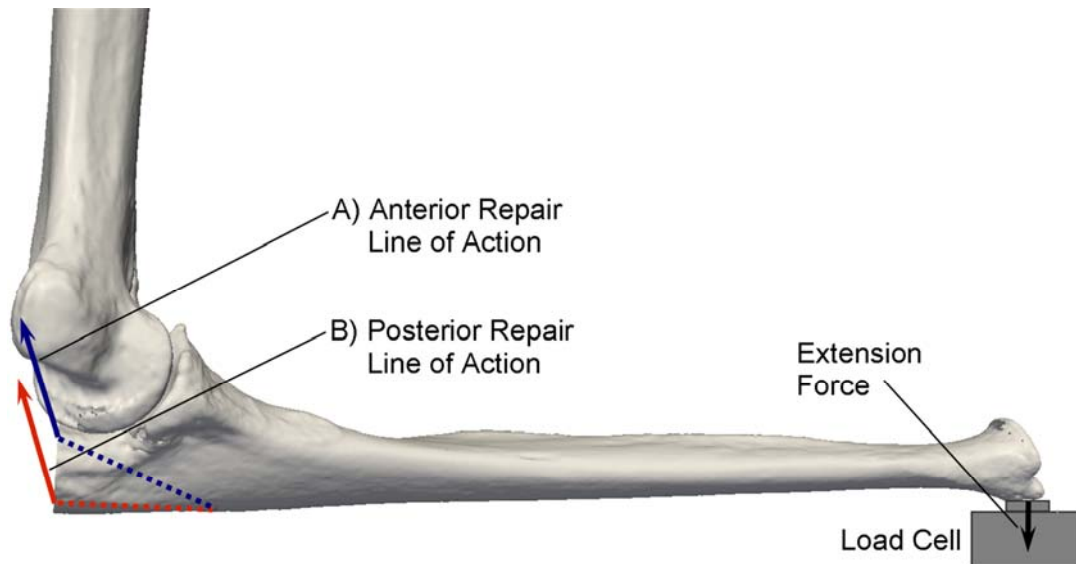 A) Anterior Repair
Line of Action
B) Posterior Repair
Line of Action
Extension
Force
Load Cell